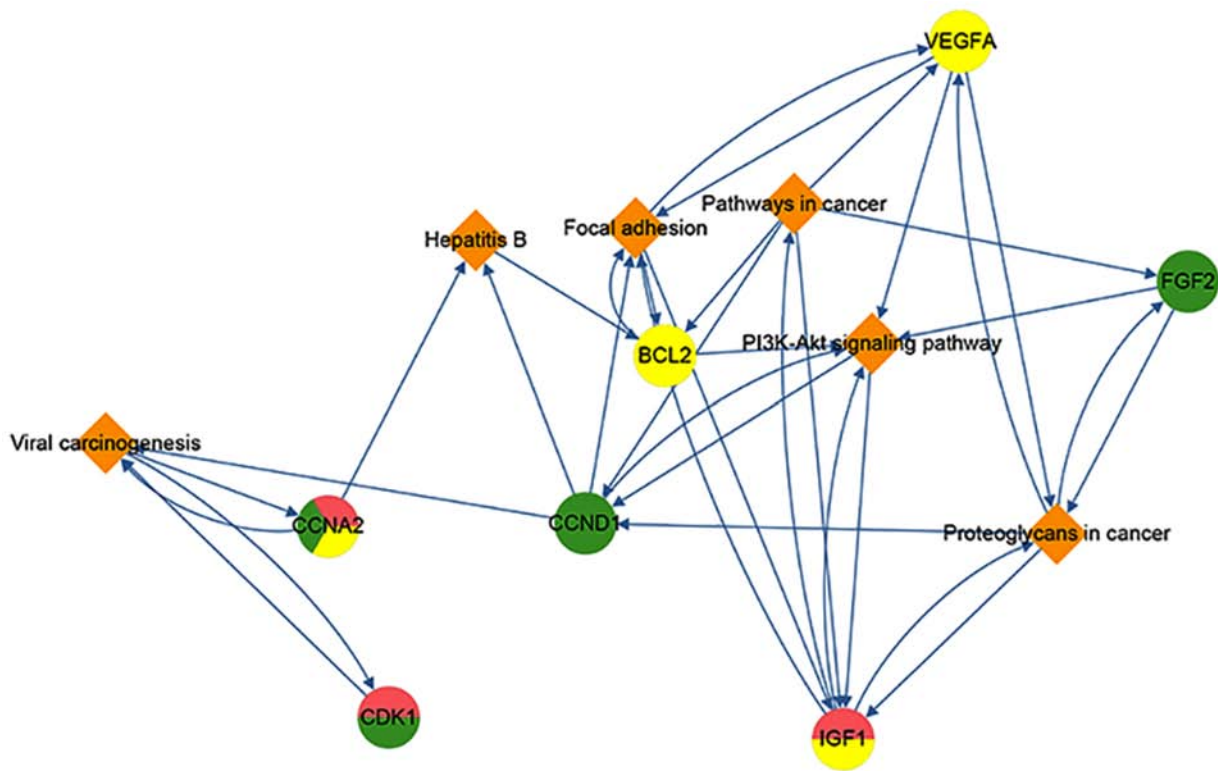 VEGFA
Pathways in cancer
Focal adhesion
Hepatitis B
FGF2
PI3K-Akt signaling pathway
BCL2
Viral carcinogenesis
CCNA2
CCND1
Proteoglycans in cancer
CDK1
IGF1